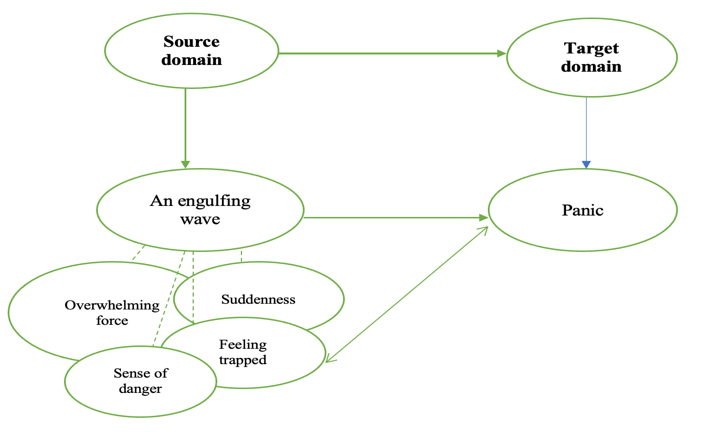 Source
domain
Target
domain
An engulfing
wave
Panic
Overwhelming
force
Suddenness
Feeling
trapped
Sense of
danger